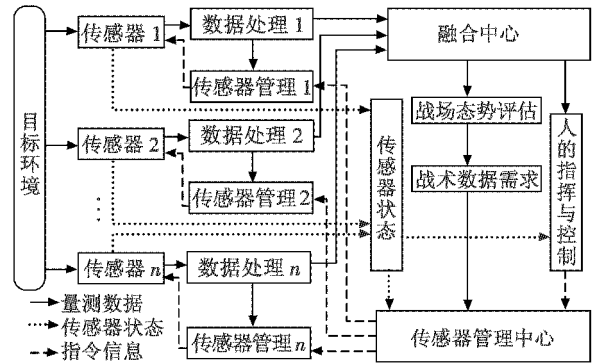 目标环境
传感器1
数据处理1
传感器管理1
传感器2
数据处理2
传感器管理2
传感器n
数据处理n
传感器管理n
融合中心
战场态势评估
战术数据需求
传感器状态
人的指挥与控制
传感器管理中心
量测数据
传感器状态
指令信息